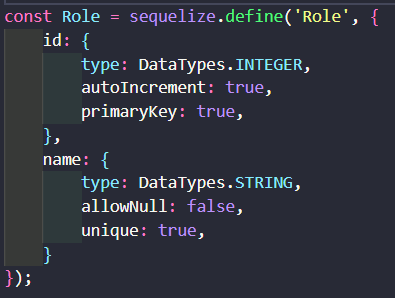 const Role = sequelize.define('Role', {
    id: {
        type: DataTypes.INTEGER,
        autoIncrement: true,
        primaryKey: true,
    },
    name: {
        type: DataTypes.STRING,
        allowNull: false,
        unique: true,
    }
});